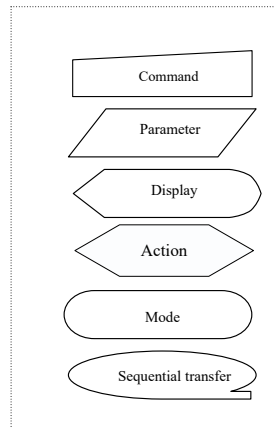 Command
Parameter
Display
Action
Mode
Sequential transfer